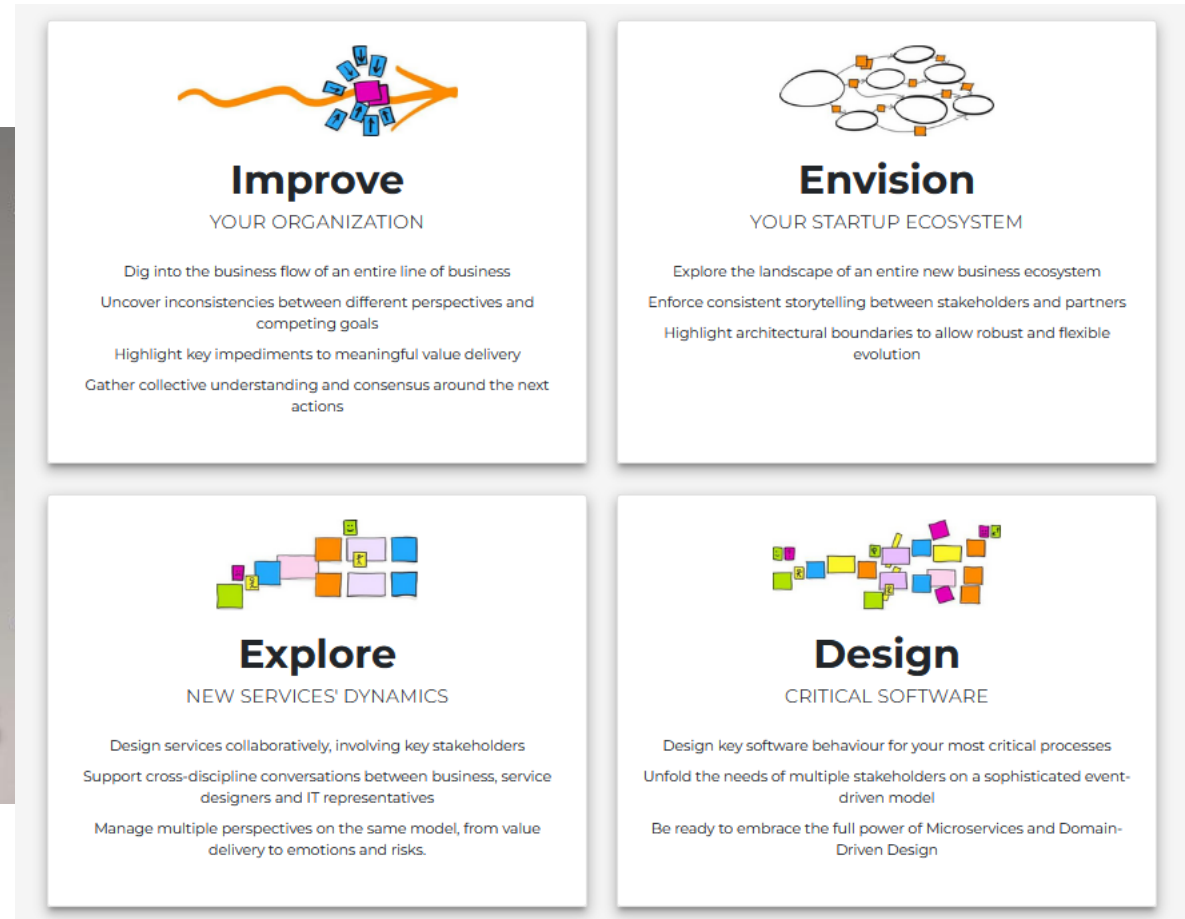 Improve
YOUR ORGANIZATION
Dig into the business flow of an entire line of business
Uncover inconsistencies between different perspectives and
competing goals
Highlight key impediments to meaningful value delivery
Gather collective understanding and consensus around the next
actions
Envision
YOUR STARTUP ECOSYSTEM
Explore the landscape of an entire new business ecosystem
Enforce consistent storytelling between stakeholders and partners
Highlight architectural boundaries to allow robust and flexible
evolution
Explore
NEW SERVICES' DYNAMICS
Design services collaboratively, involving key stakeholders
Support cross-discipline conversations between business, service
designers and IT representatives
Manage multiple perspectives on the same model, from value
delivery to emotions and risks.
Design
CRITICAL SOFTWARE
Design key software behaviour for your most critical processes
Unfold the needs of multiple stakeholders on a sophisticated event-
driven model
Be ready to embrace the full power of Microservices and Domain-
Driven Design